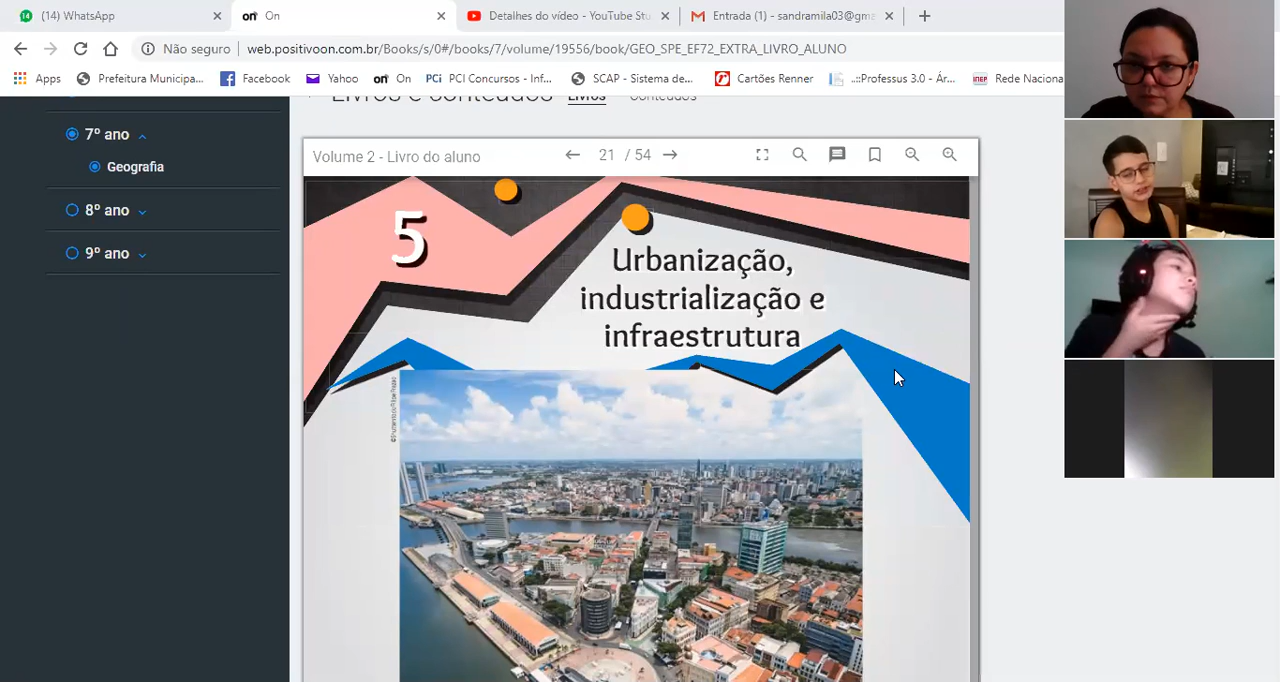 (14) WhatsApp
On
Detalhes do vídeo - YouTube Stu
Entrada (1) - sandramila03@gma
Não seguro
web.positivoon.com.br/Books/s/0#/books/7/volume/19556/book/GEO_SPE_EF72_EXTRA_LIVRO_ALUNO
Apps
Prefeitura Municipa...
Facebook
Yahoo
On
PCI Concursos - Inf...
SCAP - Sistema de...
Cartões Renner
..::Professus 3.0 - Ár...
Rede Naciona
Livros e conteúdos
Livros
Conteúdos
7º ano
Geografia
8º ano
9º ano
Volume 2 - Livro do aluno
21 / 54
5
Urbanização,
industrialização e
infraestrutura